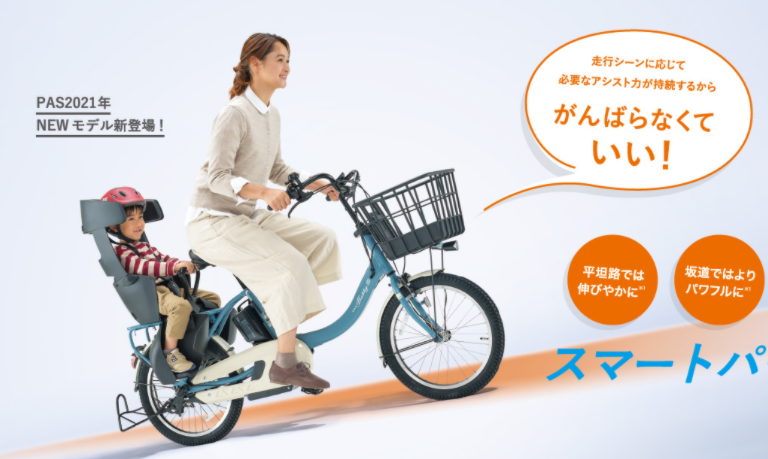 PAS2021年
NEW モデル新登場！
走行シーンに応じて
必要なアシスト力が持続するから
がんばらなくて
いい！
平坦路では
伸びやかに※1
坂道ではより
パワフルに※1
スマートパ